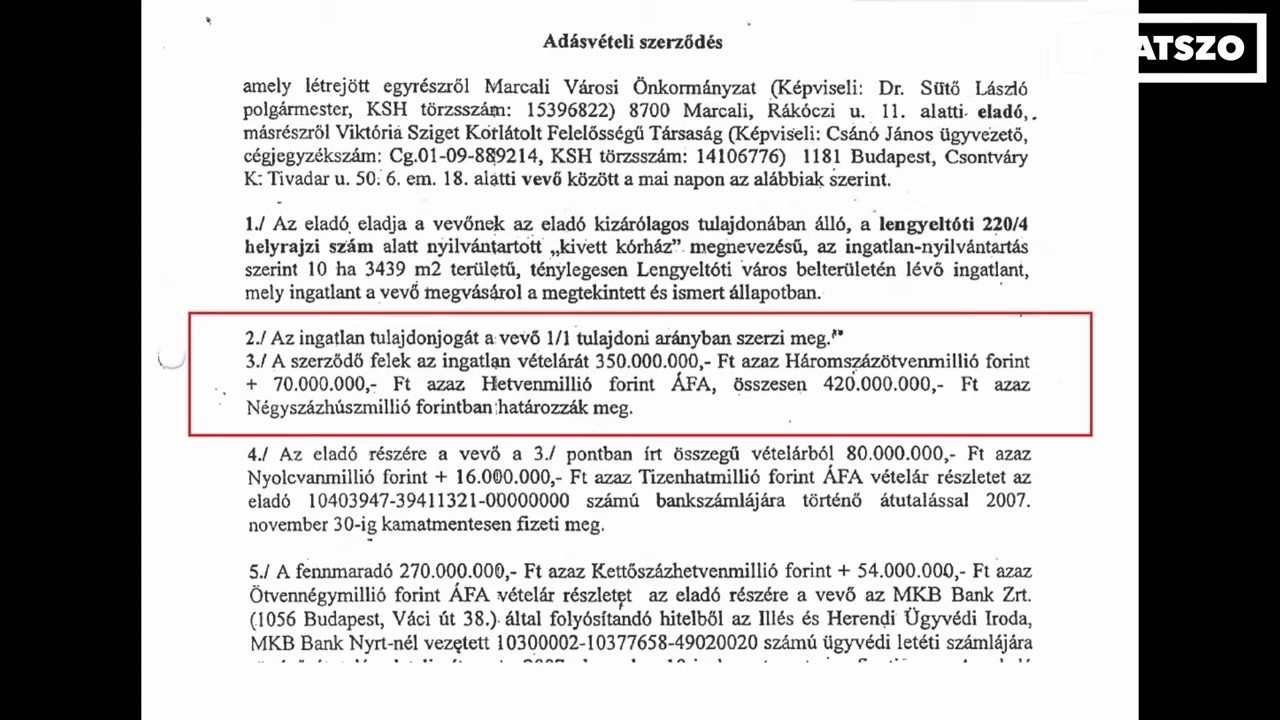 ATSZO
Adásvételi szerződés
amely létrejött egyrészről Marcali Városi Önkormányzat (Képviseli: Dr. Sütő László
polgármester, KSH törzsszám: 15396822) 8700 Marcali, Rákóczi u. 11. alatti eladó,
másrészről Viktória Sziget Korlátolt Felelősségű Társaság (Képviseli: Csánó János ügyvezető,
cégjegyzékszám: Cg.01-09-889214, KSH törzsszám: 14106776) 1181 Budapest, Csontváry
K. Tivadar u. 50. 6. em. 18. alatti vevő között a mai napon az alábbiak szerint.
1./ Az eladó eladja a vevőnek az eladó kizárólagos tulajdonában álló, a lengyeltóti 220/4
helyrajzi szám alatt nyilvántartott „kivett kórház” megnevezésű, az ingatlan-nyilvántartás
szerint 10 ha 3439 m2 területű, ténylegesen Lengyeltóti város belterületén lévő ingatlant,
mely ingatlant a vevő megvásárol a megtekintett és ismert állapotban.
2./ Az ingatlan tulajdonjogát a vevő 1/1 tulajdoni arányban szerzi meg.
3./ A szerződő felek az ingatlan vételárát 350.000.000,- Ft azaz Háromszázötvenmillió forint
+ 70.000.000,- Ft azaz Hetvenmillió forint ÁFA, összesen 420.000.000,- Ft azaz
Négyszázhúszmillió forintban határozzák meg.
4./ Az eladó részére a vevő a 3./ pontban írt összegű vételárból 80.000.000,- Ft azaz
Nyolcvanmillió forint + 16.000.000,- Ft azaz Tizenhatmillió forint ÁFA vételár részletet az
eladó 10403947-39411321-00000000 számú bankszámlájára történő átutalással 2007.
november 30-ig kamatmentesen fizeti meg.
5./ A fennmaradó 270.000.000,- Ft azaz Kettőszázhetvenmillió forint + 54.000.000,- Ft azaz
Ötvennégymillió forint ÁFA vételár részletet az eladó részére a vevő az MKB Bank Zrt.
(1056 Budapest, Váci út 38.) által folyósítandó hitelből az Illés és Herendi Ügyvédi Iroda,
MKB Bank Nyrt-nél vezetett 10300002-10377658-49020020 számú ügyvédi letéti számlájára